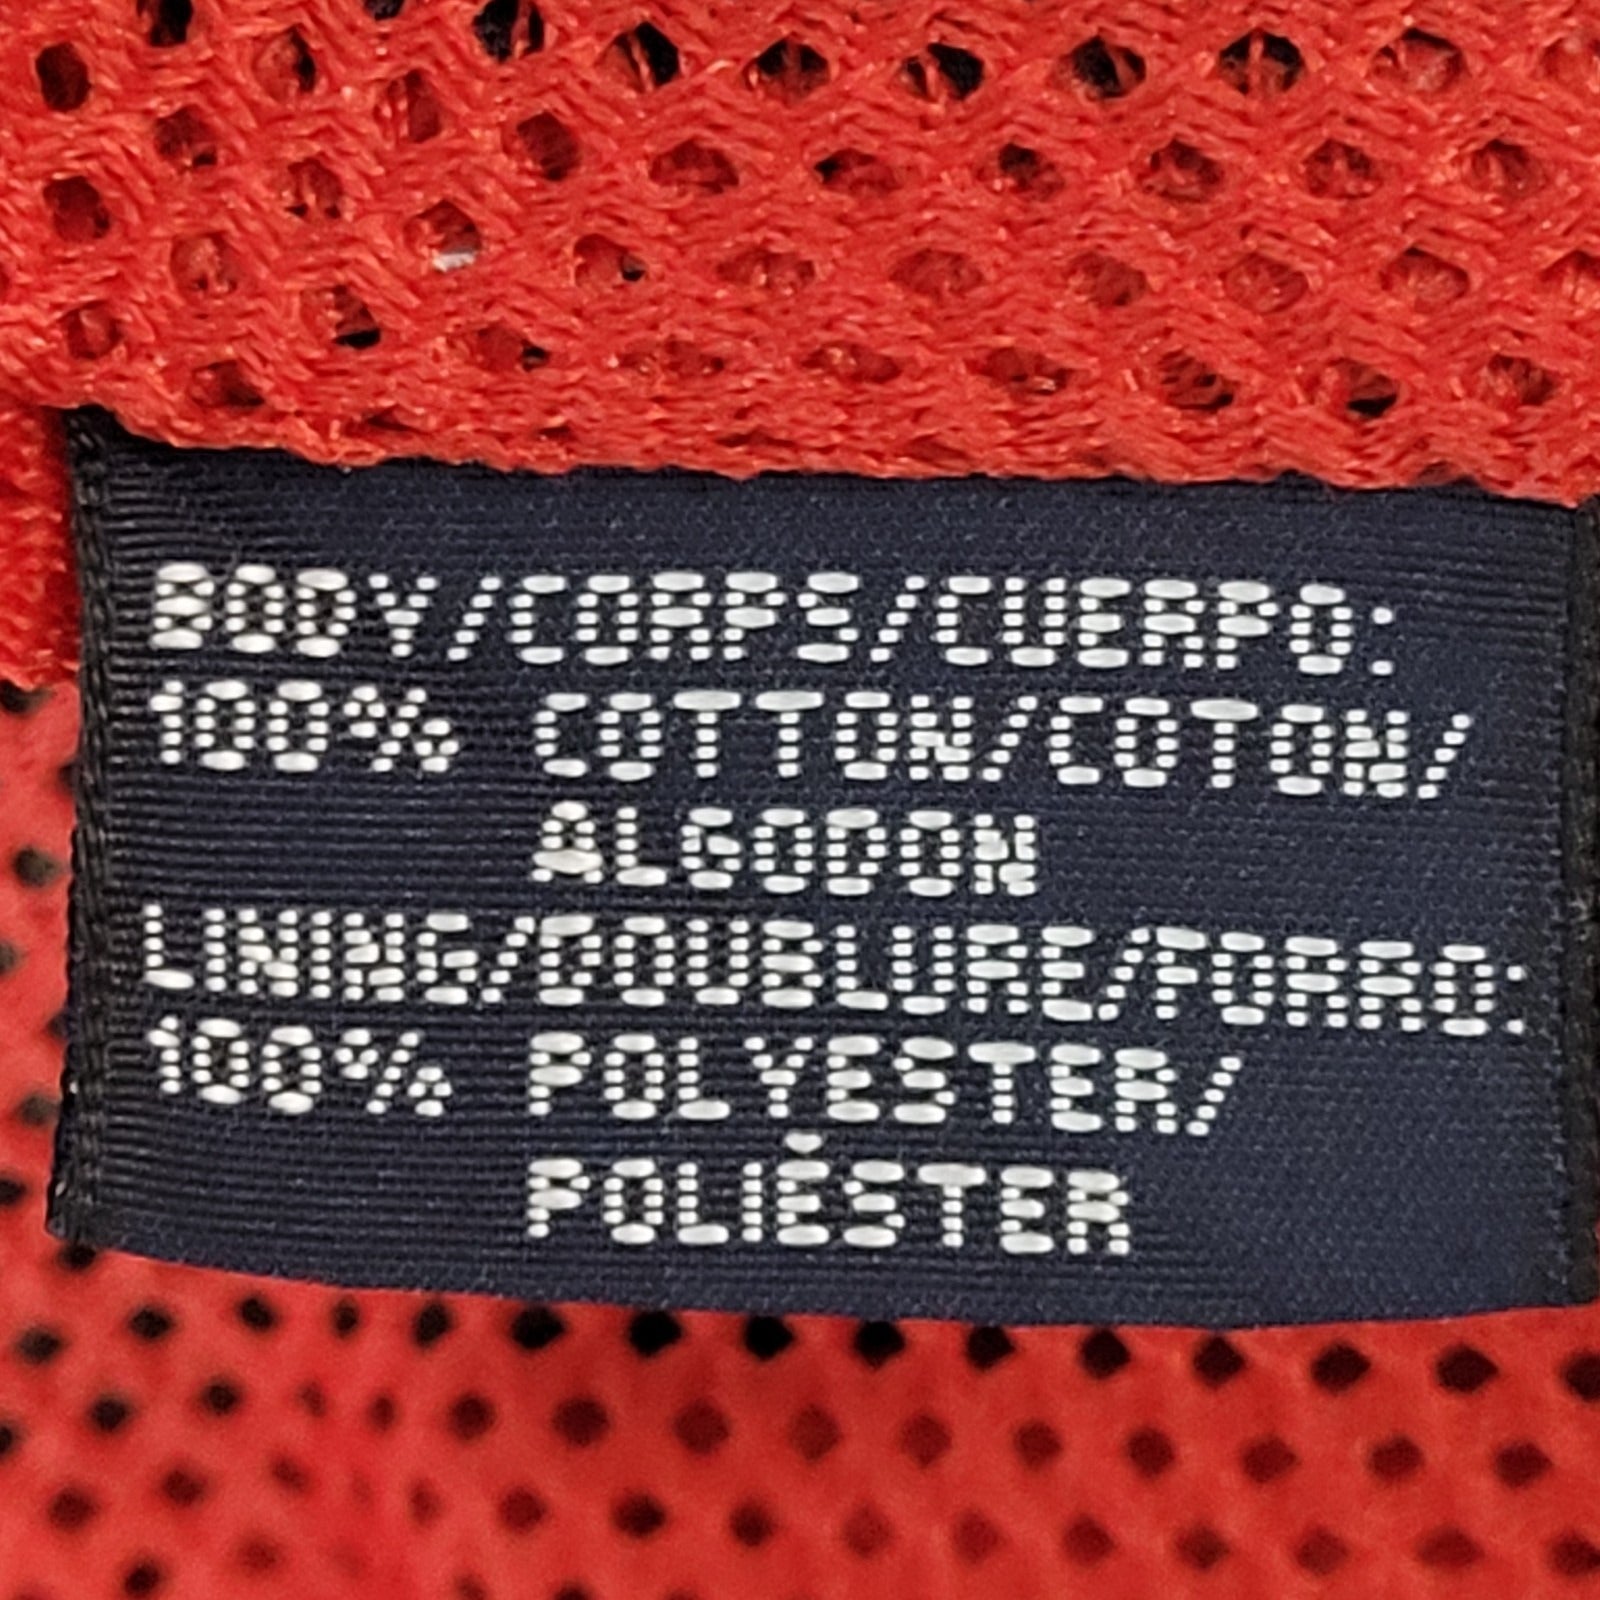 BODY/CORPS/CUERPO:
100% COTTON/COTON/
ALGODON
LINING/DOUBLURE/FORRO:
100% POLYESTER/
POLIÉSTER